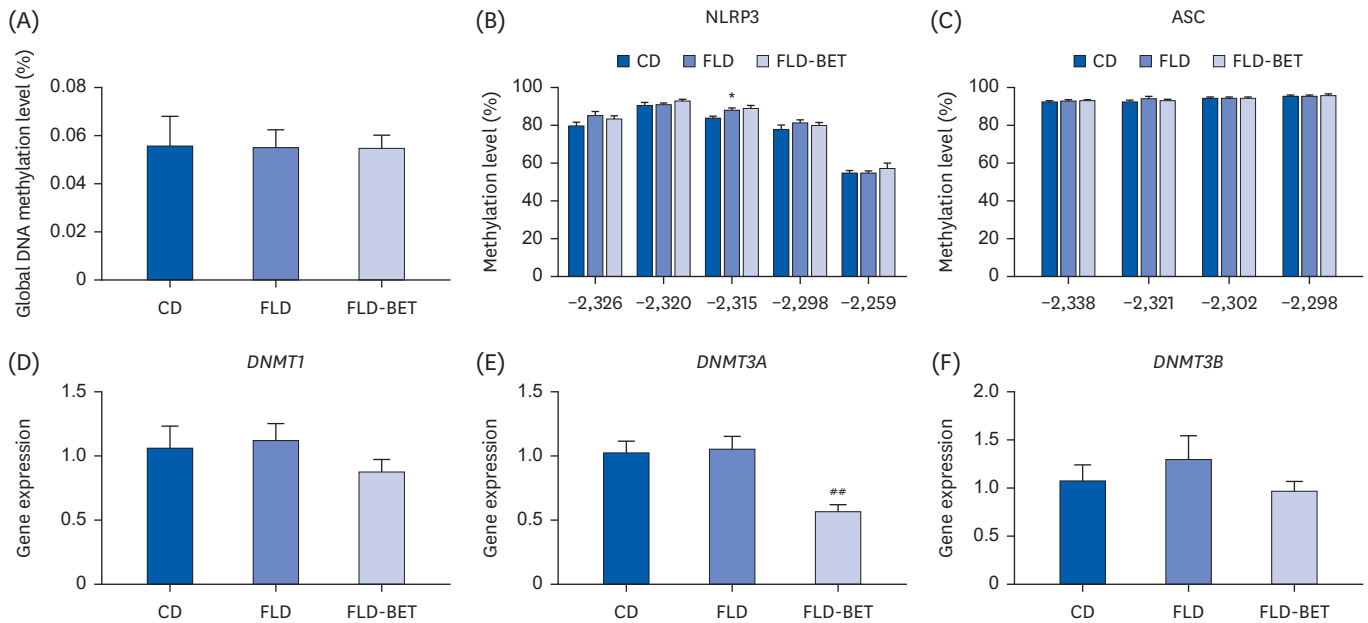 (A)
Global DNA methylation level (%)
0.08
0.06
0.04
0.02
0
CD FLD FLD-BET
(B)
NLRP3
CD FLD FLD-BET
Methylation level (%)
100
80
60
40
20
0
*
−2,326 −2,320 −2,315 −2,298 −2,259
(C)
ASC
CD FLD FLD-BET
Methylation level (%)
100
80
60
40
20
0
−2,338 −2,321 −2,302 −2,298
(D)
DNMT1
Gene expression
1.5
1.0
0.5
0
CD FLD FLD-BET
(E)
DNMT3A
Gene expression
1.5
1.0
0.5
0
##
CD FLD FLD-BET
(F)
DNMT3B
Gene expression
2.0
1.5
1.0
0.5
0
CD FLD FLD-BET